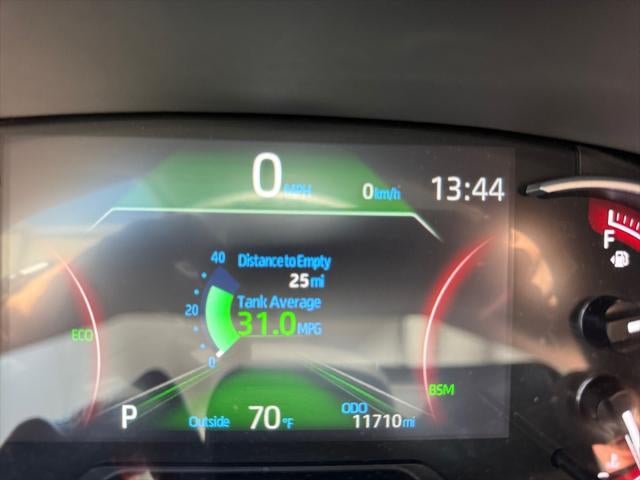 0 MPH 0 km/h 13:44
40
Distance to Empty
25 mi
20
Tank Average
31.0 MPG
0
ECO
BSM
P Outside 70 °F
ODO
11710 mi
F